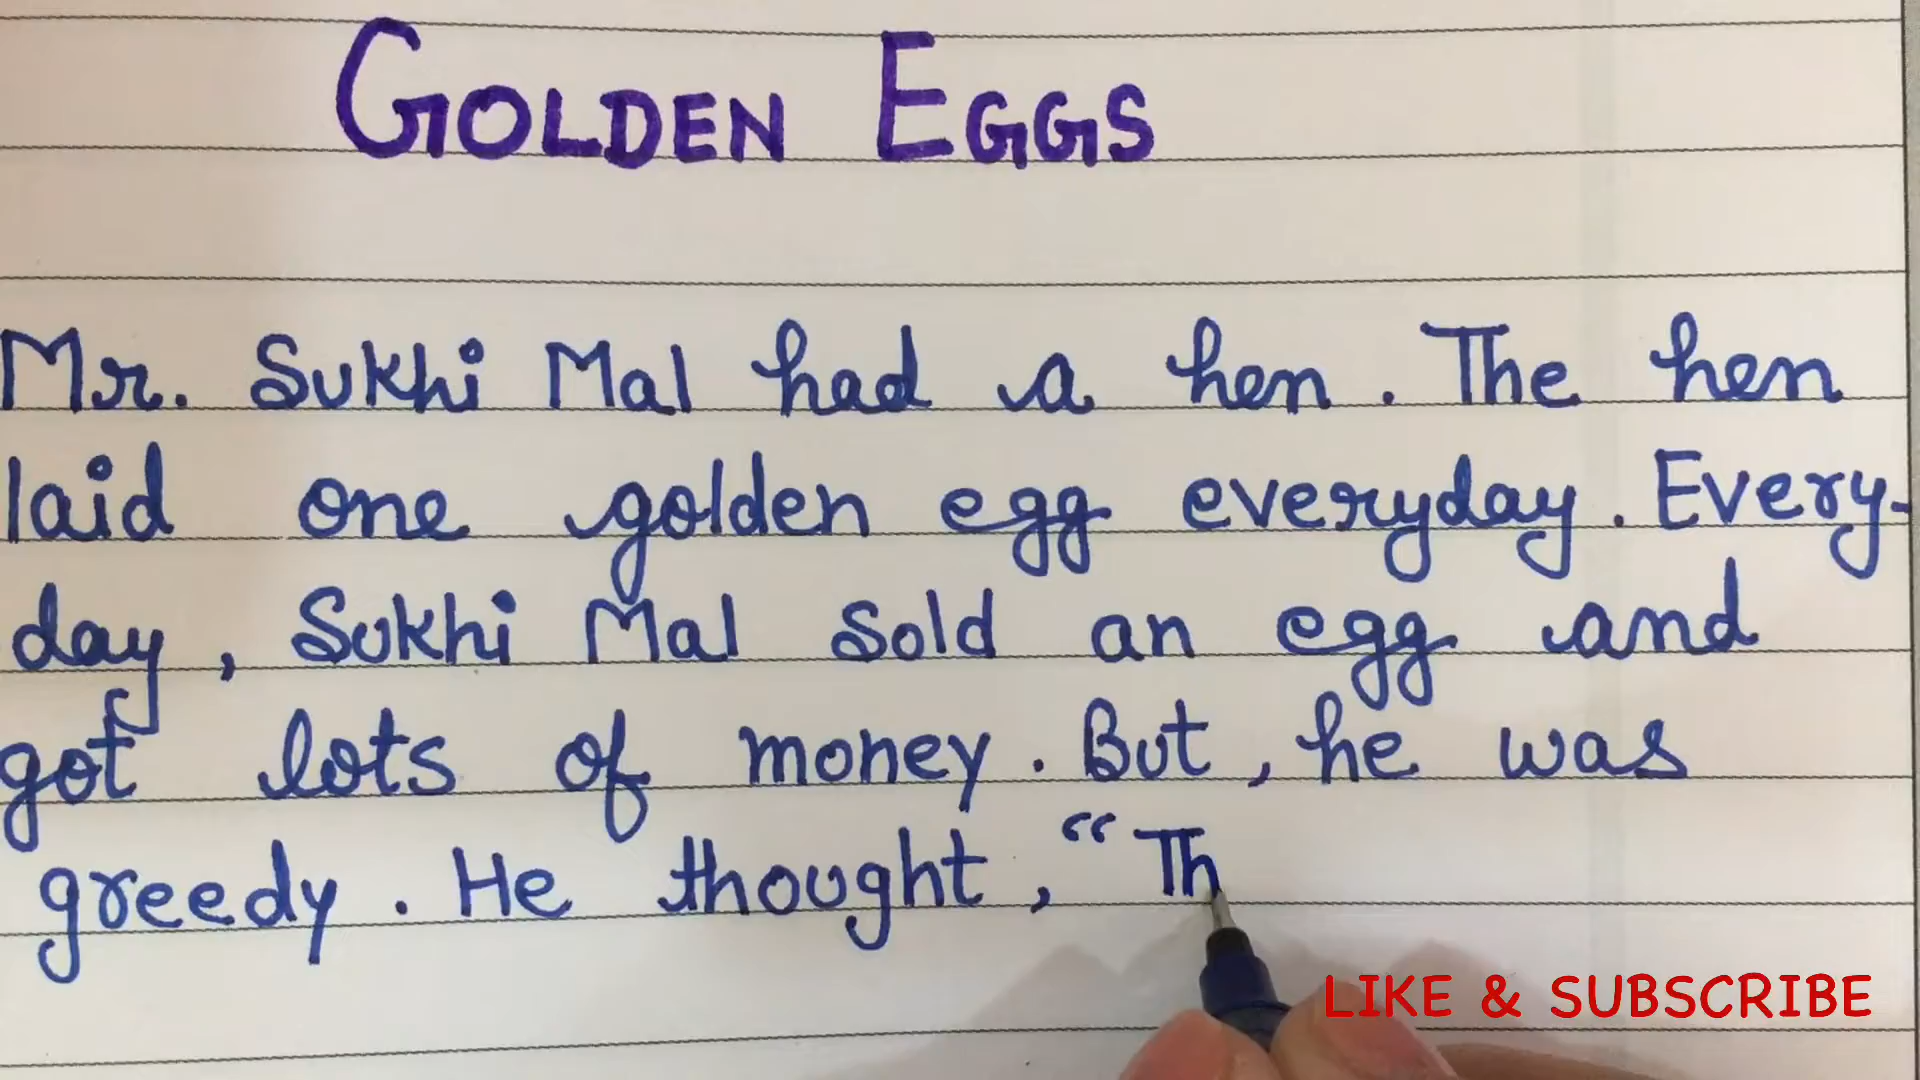 GOLDEN EGGS
Mr. Sukhi Mal had a hen. The hen
laid one golden egg everyday. Every-
day, Sukhi Mal sold an egg and
got lots of money. But, he was
greedy. He thought, “Th
LIKE & SUBSCRIBE